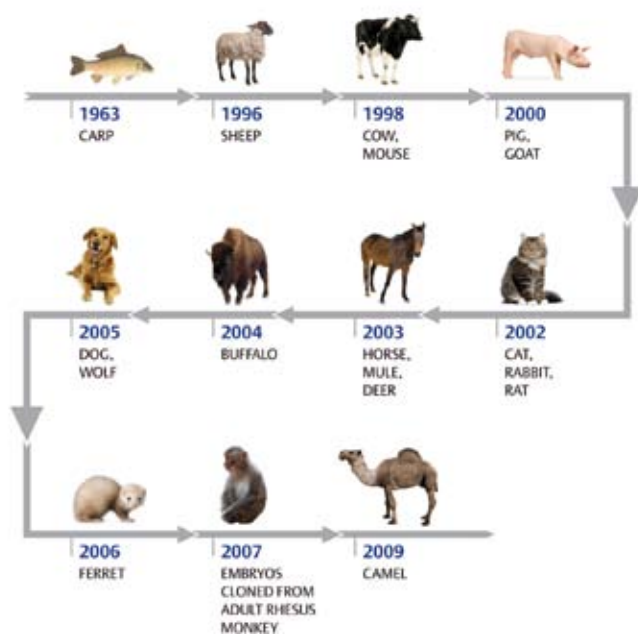 1963
CARP
1996
SHEEP
1998
COW,
MOUSE
2000
PIG,
GOAT
2002
CAT,
RABBIT,
RAT
2003
HORSE,
MULE,
DEER
2004
BUFFALO
2005
DOG,
WOLF
2006
FERRET
2007
EMBRYOS
CLONED FROM
ADULT RHESUS
MONKEY
2009
CAMEL